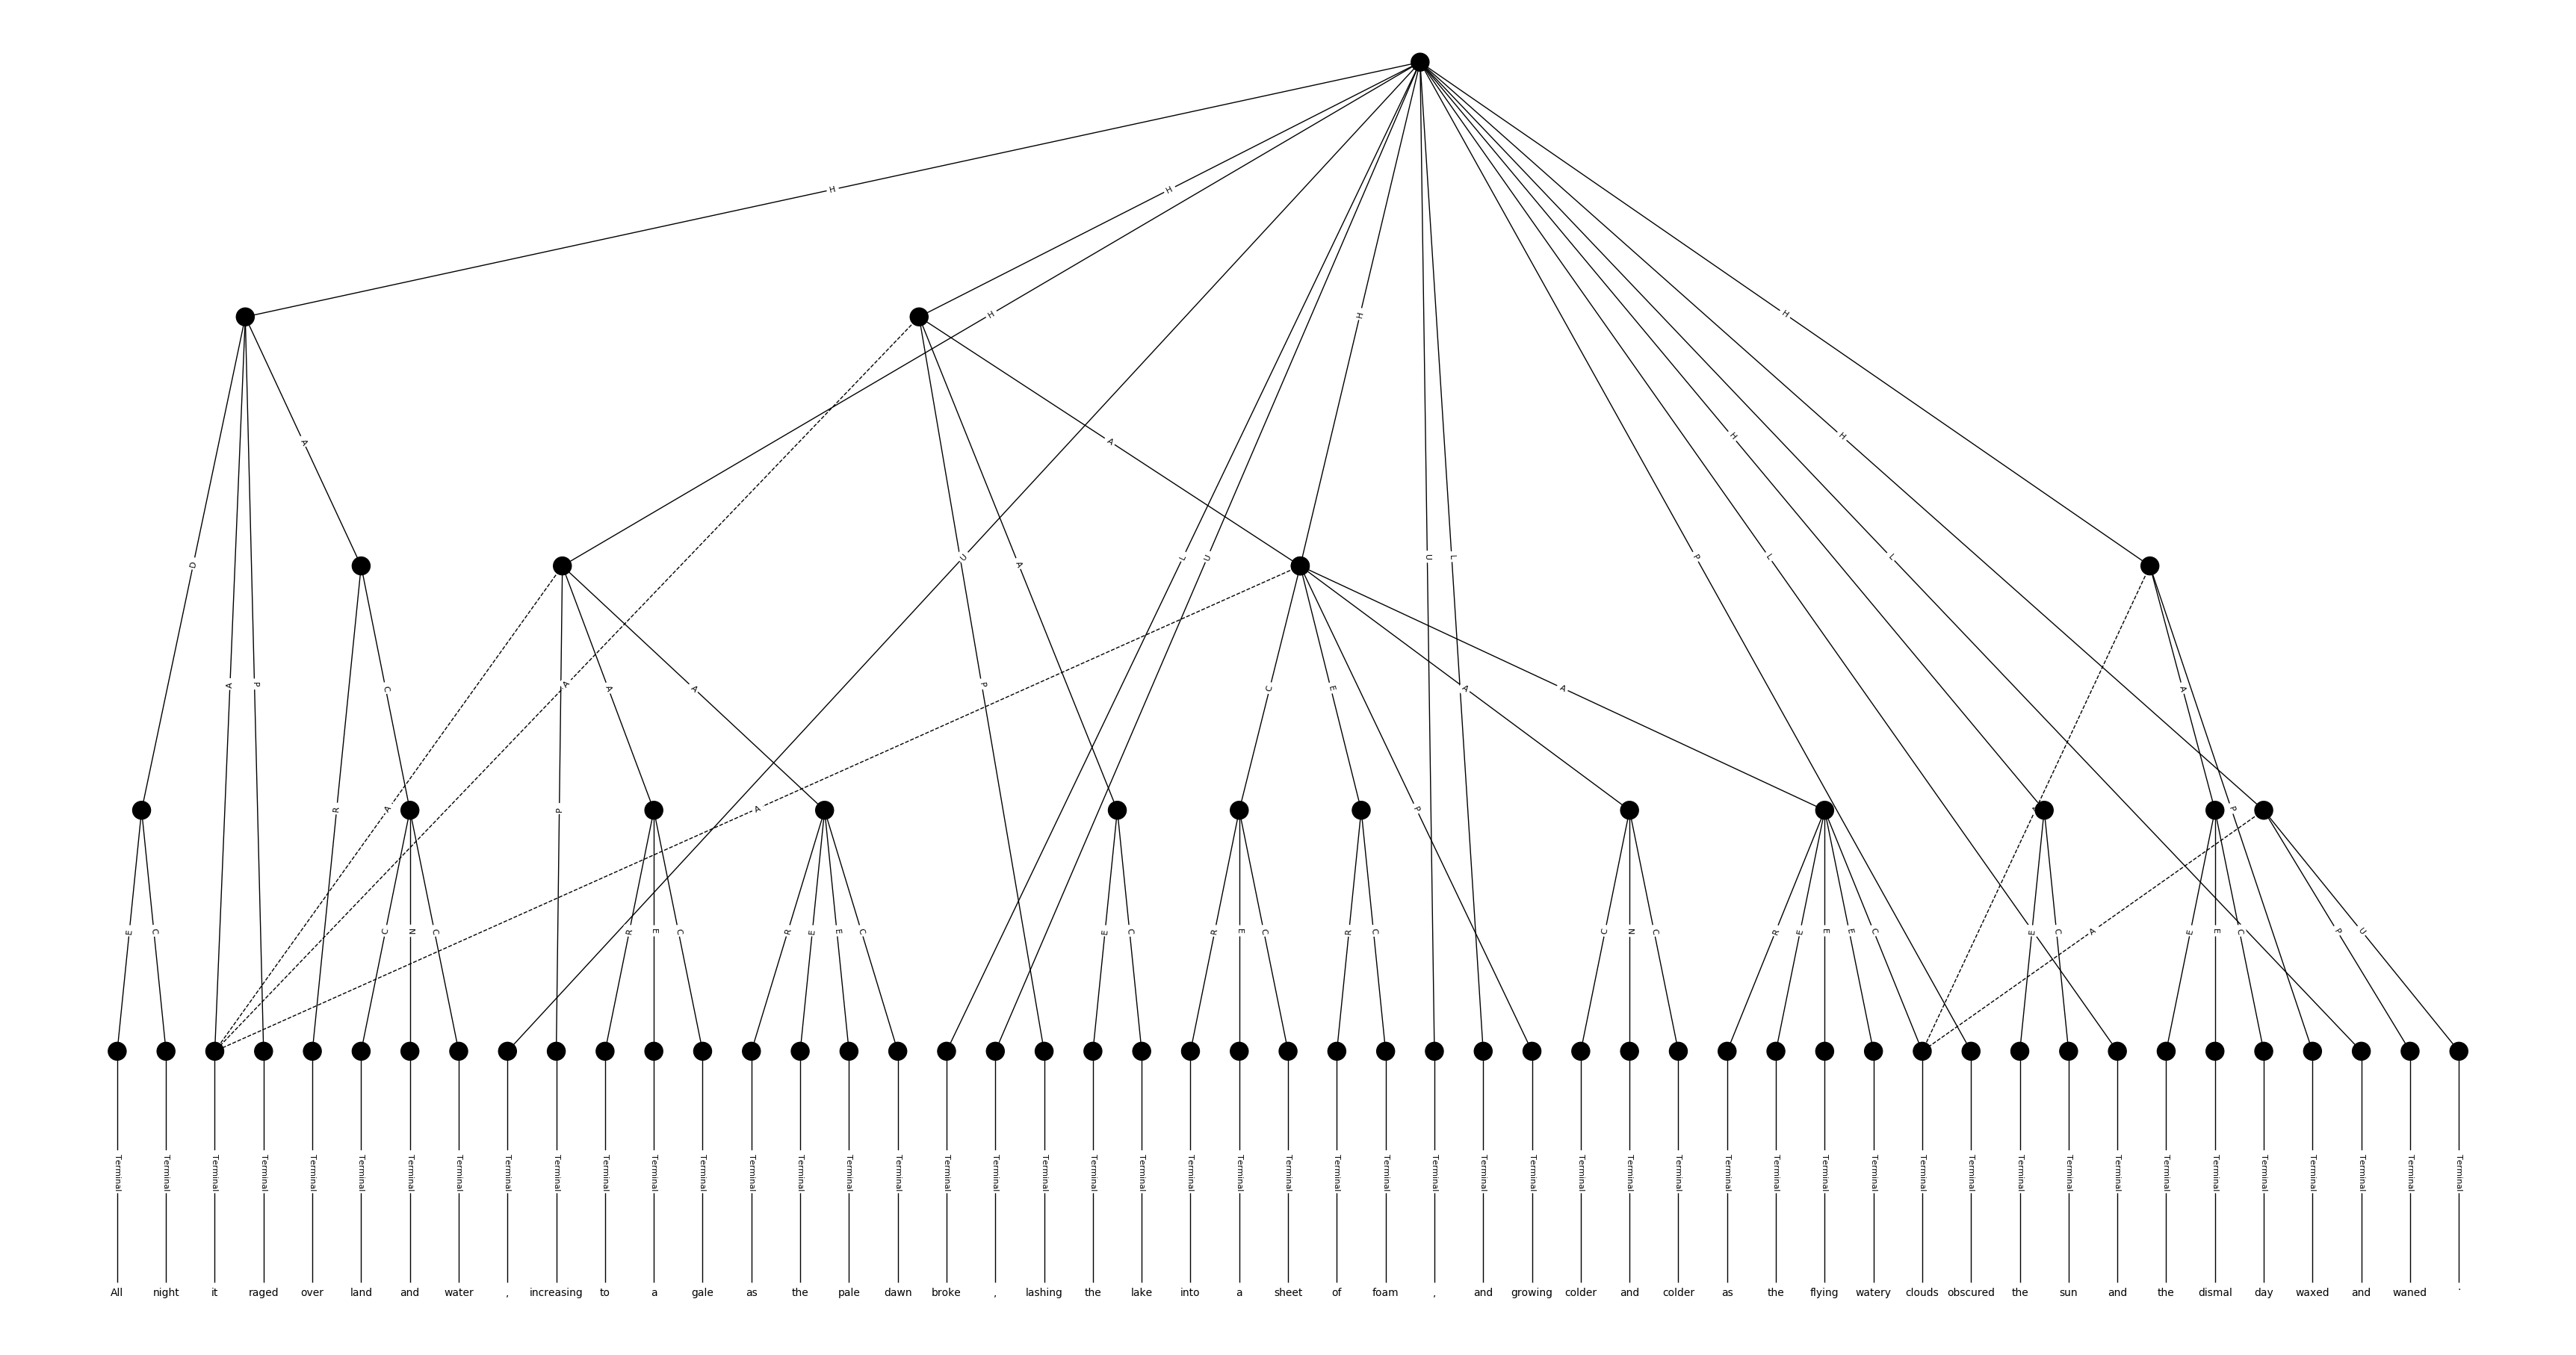 H
H
H
H
H
A
A
H
H
D
U
L
U
A
U
L
P
L
L
A
P
C
A
A
A
P
C
E
A
A
A
R
A
P
A
P
P
E
C
C
N
C
R
E
C
R
E
E
C
E
C
R
E
C
R
C
C
N
C
R
E
E
E
C
E
C
A
E
E
C
P
U
Terminal Terminal Terminal Terminal Terminal Terminal Terminal Terminal Terminal Terminal Terminal Terminal Terminal Terminal Terminal Terminal Terminal Terminal Terminal Terminal Terminal Terminal Terminal Terminal Terminal Terminal Terminal Terminal Terminal Terminal Terminal Terminal Terminal Terminal Terminal Terminal Terminal Terminal Terminal Terminal Terminal Terminal Terminal Terminal Terminal Terminal Terminal Terminal Terminal
All night it raged over land and water , increasing to a gale as the pale dawn broke , lashing the lake into a sheet of foam , and growing colder and colder as the flying watery clouds obscured the sun and the dismal day waxed and waned .